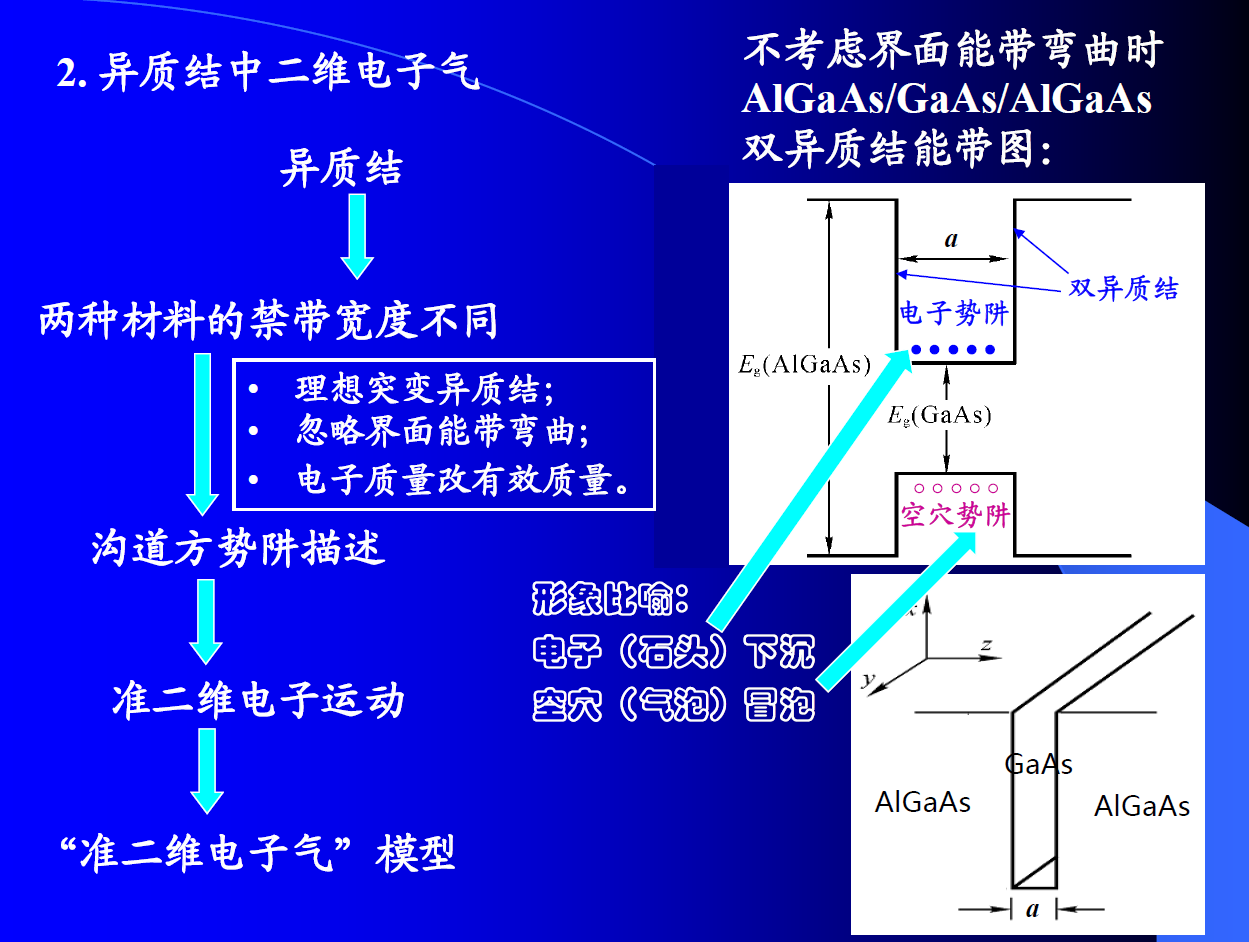 2. 异质结中二维电子气
异质结
两种材料的禁带宽度不同
• 理想突变异质结；
• 忽略界面能带弯曲；
• 电子质量改有效质量。
沟道方势阱描述
准二维电子运动
“准二维电子气”模型
不考虑界面能带弯曲时
AlGaAs/GaAs/AlGaAs
双异质结能带图：
a
双异质结
电子势阱
Eg(AlGaAs)
Eg(GaAs)
空穴势阱
形象比喻：
电子（石头）下沉
空穴（气泡）冒泡
x
z
y
GaAs
AlGaAs
AlGaAs
a